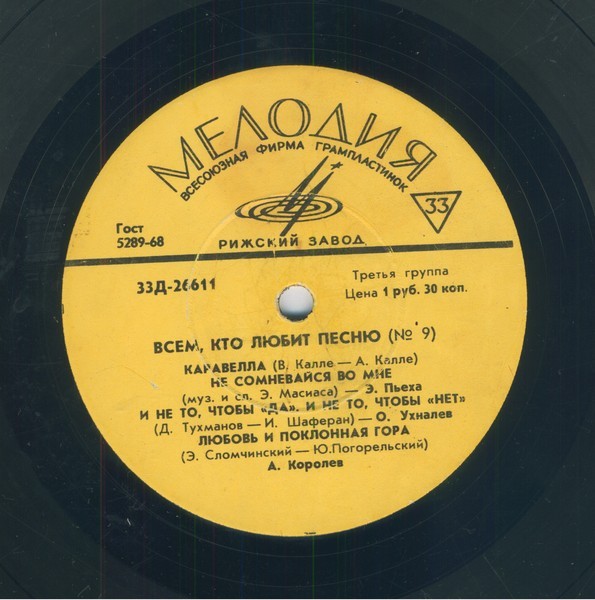 МЕЛОДИЯ
ВСЕСОЮЗНАЯ ФИРМА ГРАМПЛАСТИНОК
33
Гост
5289-68
РИЖСКИЙ ЗАВОД
33Д-26611
Третья группа
Цена 1 руб. 30 коп.
ВСЕМ, КТО ЛЮБИТ ПЕСНЮ (№ 9)
КАРАВЕЛЛА (В. Калле — А. Калле)
НЕ СОМНЕВАЙСЯ ВО МНЕ
(муз. и сл. Э. Масиаса) — Э. Пьеха
И НЕ ТО, ЧТОБЫ «ДА», И НЕ ТО, ЧТОБЫ «НЕТ»
(Д. Тухманов — И. Шаферан) — О. Ухналев
ЛЮБОВЬ И ПОКЛОННАЯ ГОРА
(Э. Сломчинский — Ю. Погорельский)
А. Королев